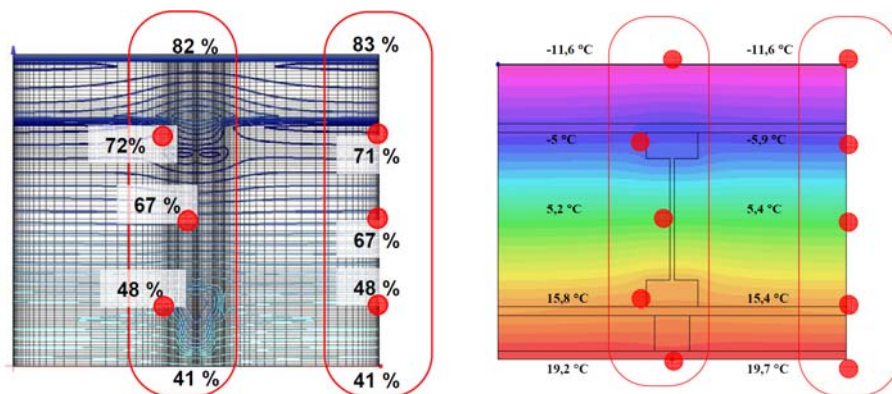 82 %
83 %
72%
71 %
67 %
67 %
48 %
48 %
41 %
41 %
-11,6 °C
-11,6 °C
-5 °C
-5,9 °C
5,2 °C
5,4 °C
15,8 °C
15,4 °C
19,2 °C
19,7 °C